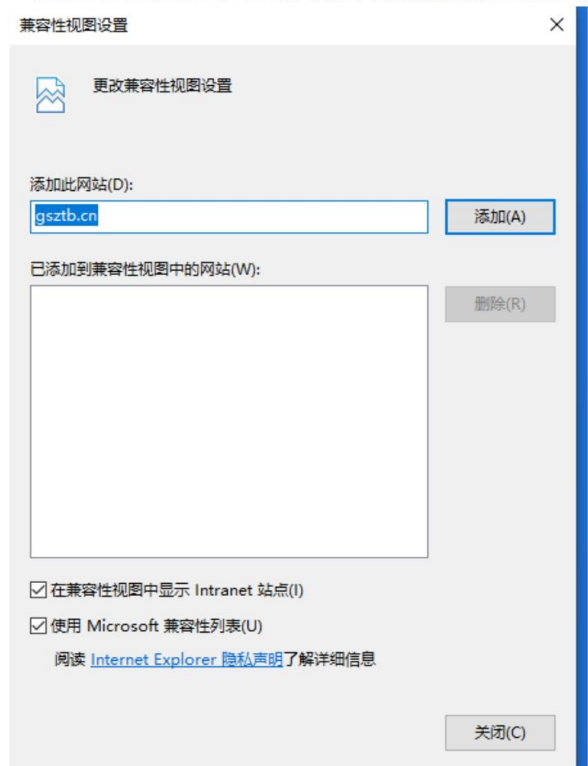 兼容性视图设置
更改兼容性视图设置
添加此网站(D):
gsztb.cn
添加(A)
已添加到兼容性视图中的网站(W):
删除(R)
在兼容性视图中显示 Intranet 站点(I)
使用 Microsoft 兼容性列表(U)
阅读 Internet Explorer 隐私声明了解详细信息
关闭(C)